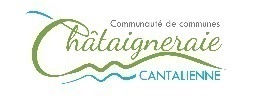 Communauté de communes
Châtaigneraie
CANTALIENNE